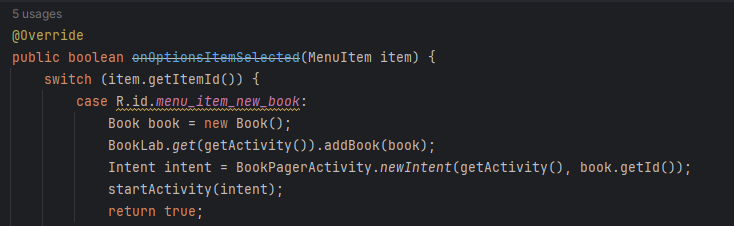 5 usages
@Override
public boolean onOptionsItemSelected(MenuItem item) {
    switch (item.getItemId()) {
        case R.id.menu_item_new_book:
            Book book = new Book();
            BookLab.get(getActivity()).addBook(book);
            Intent intent = BookPagerActivity.newIntent(getActivity(), book.getId());
            startActivity(intent);
            return true;